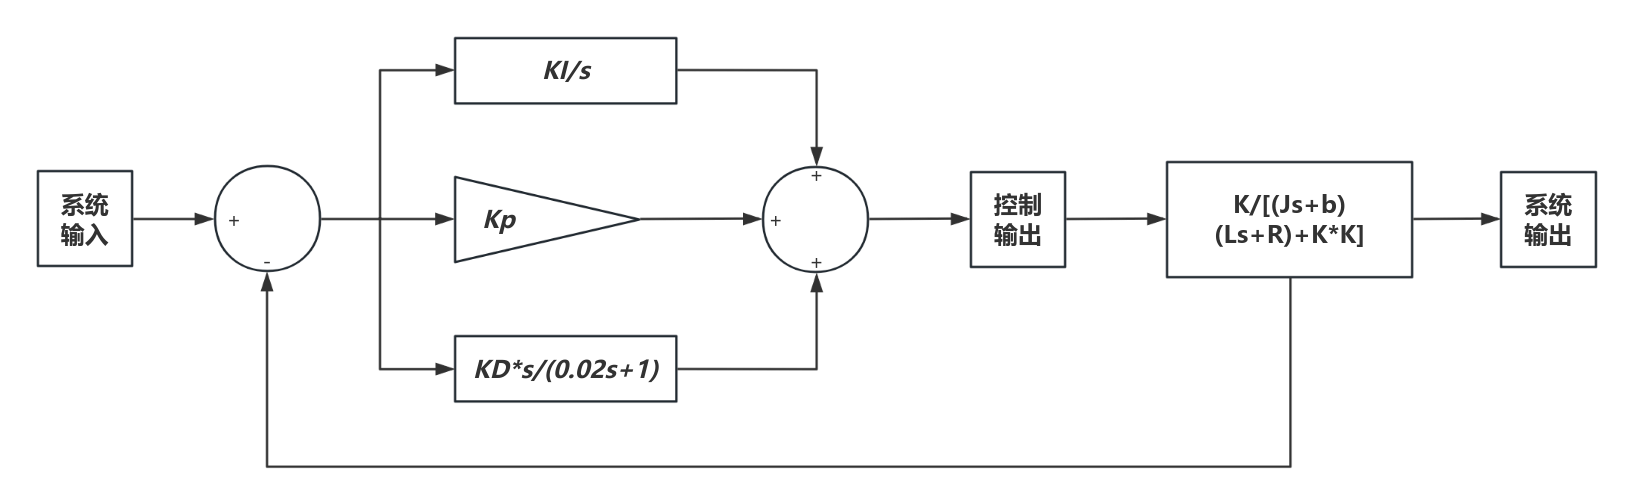 KI/s
系统
输入
+
-
Kp
+
+
+
KD*s/(0.02s+1)
控制
输出
K/[(Js+b)
(Ls+R)+K*K]
系统
输出